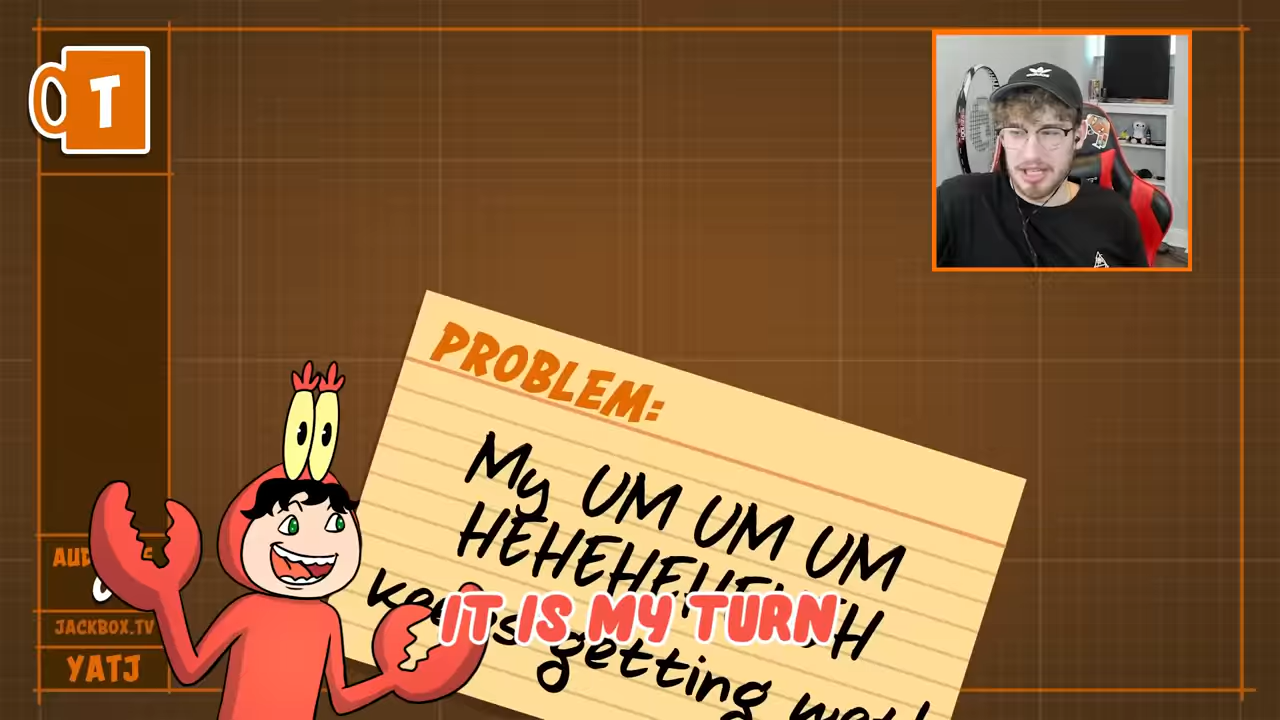 T
PROBLEM:
My UM UM UM
HEHEHEHEHEH
keeps getting wet!
IT IS MY TURN
JACKBOX.TV
YATJ